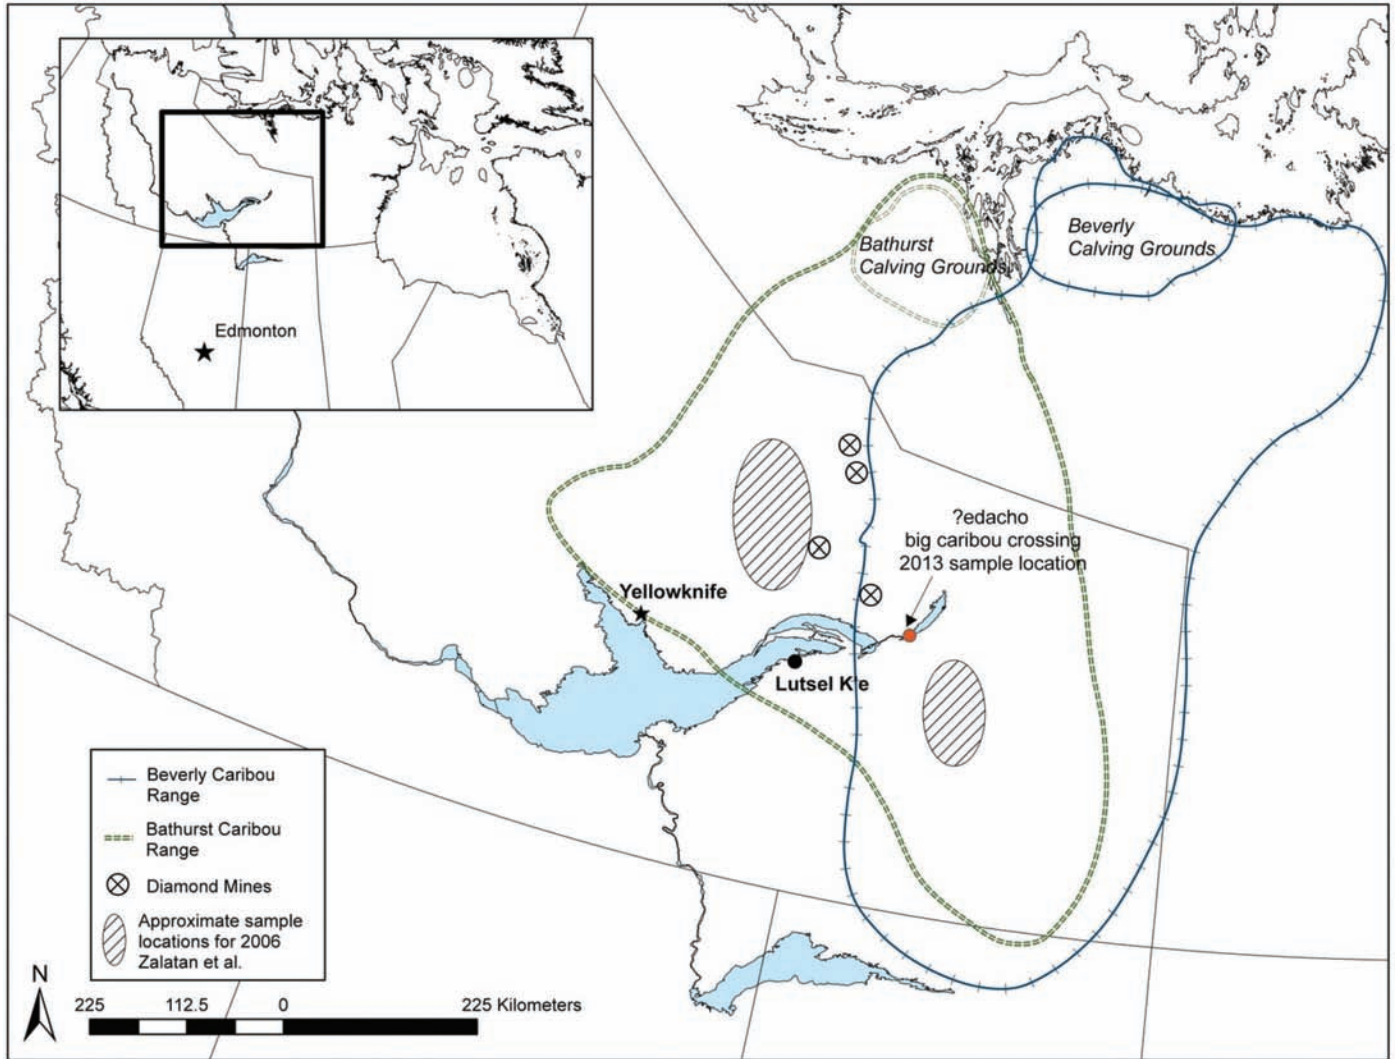 Edmonton
Bathurst
Calving Grounds
Beverly
Calving Grounds
?edacho
big caribou crossing
2013 sample location
Yellowknife
Lutsel K'e
Beverly Caribou
Range
Bathurst Caribou
Range
Diamond Mines
Approximate sample
locations for 2006
Zalatan et al.
N
225 112.5 0 225 Kilometers